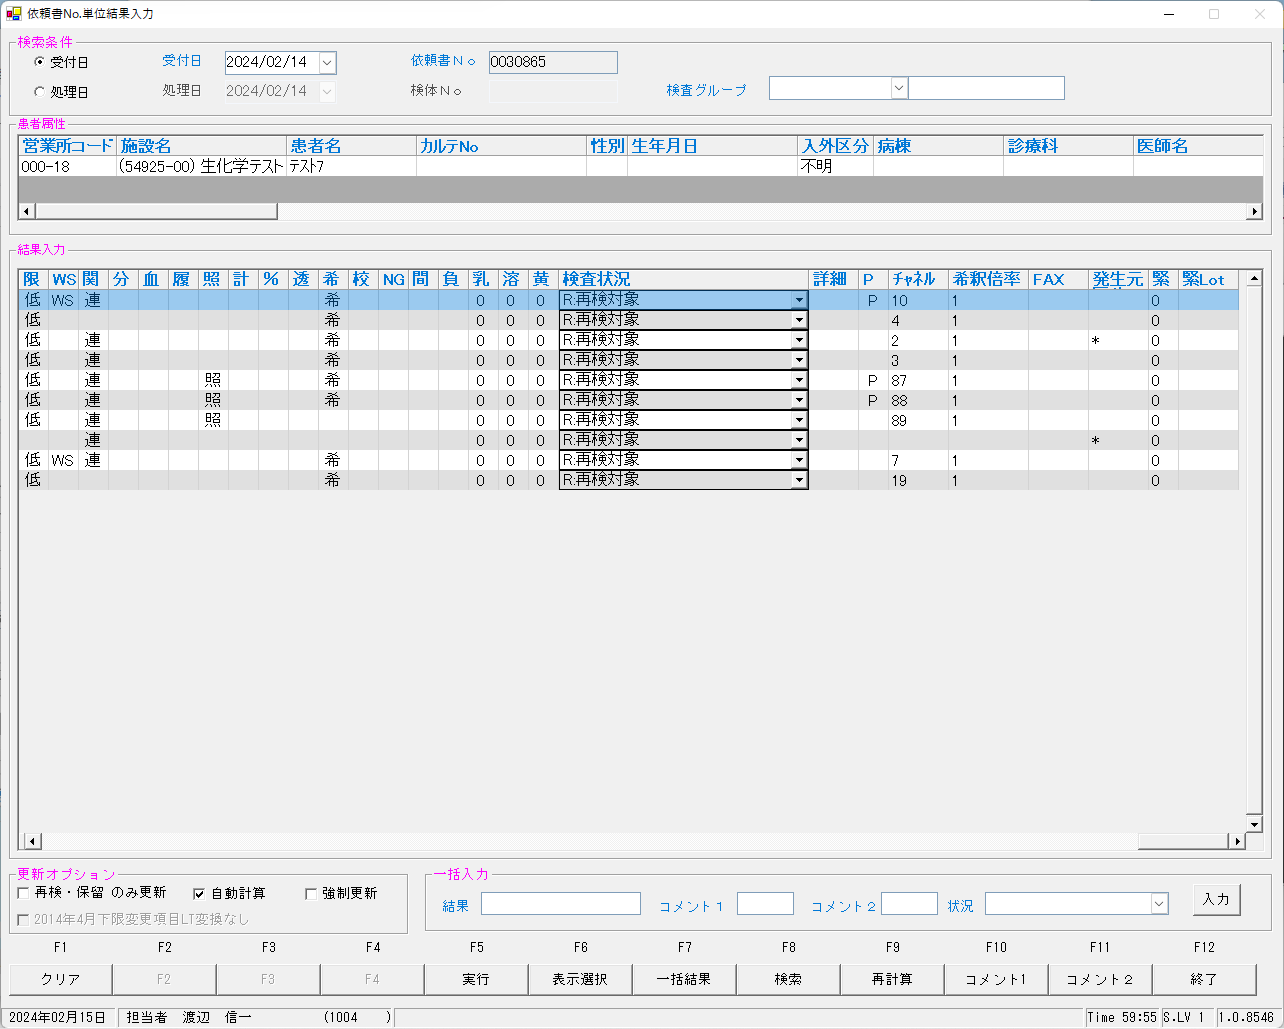 依頼書No.単位結果入力
検索条件
受付日 受付日 2024/02/14 依頼書No 0030865
処理日 処理日 2024/02/14 検体No 検査グループ
患者属性
営業所コード 施設名 患者名 カルテNo 性別 生年月日 入外区分 病棟 診療科 医師名
000-18 (54925-00) 生化学テスト テスト7 不明
結果入力
限 WS 関 分 血 履 照 計 % 透 希 校 NG 間 負 乳 溶 黄 検査状況 詳細 P チャネル 希釈倍率 FAX 発生元 緊 緊Lot
低 WS 連 希 0 0 0 R:再検対象 P 10 1 0
低 希 0 0 0 R:再検対象 4 1 0
低 連 希 0 0 0 R:再検対象 2 1 * 0
低 連 希 0 0 0 R:再検対象 3 1 0
低 連 照 希 0 0 0 R:再検対象 P 87 1 0
低 連 照 希 0 0 0 R:再検対象 P 88 1 0
低 連 照 0 0 0 R:再検対象 89 1 0
連 0 0 0 R:再検対象 * 0
低 WS 連 希 0 0 0 R:再検対象 7 1 0
低 希 0 0 0 R:再検対象 19 1 0
更新オプション
再検・保留 のみ更新 自動計算 強制更新
2014年4月下限変更項目LT変換なし
一括入力
結果 コメント1 コメント2 状況 入力
F1 F2 F3 F4 F5 F6 F7 F8 F9 F10 F11 F12
クリア F2 F3 F4 実行 表示選択 一括結果 検索 再計算 コメント1 コメント2 終了
2024年02月15日 担当者 渡辺 信一 (1004 ) Time 59:55 S.LV 1 1.0.8546